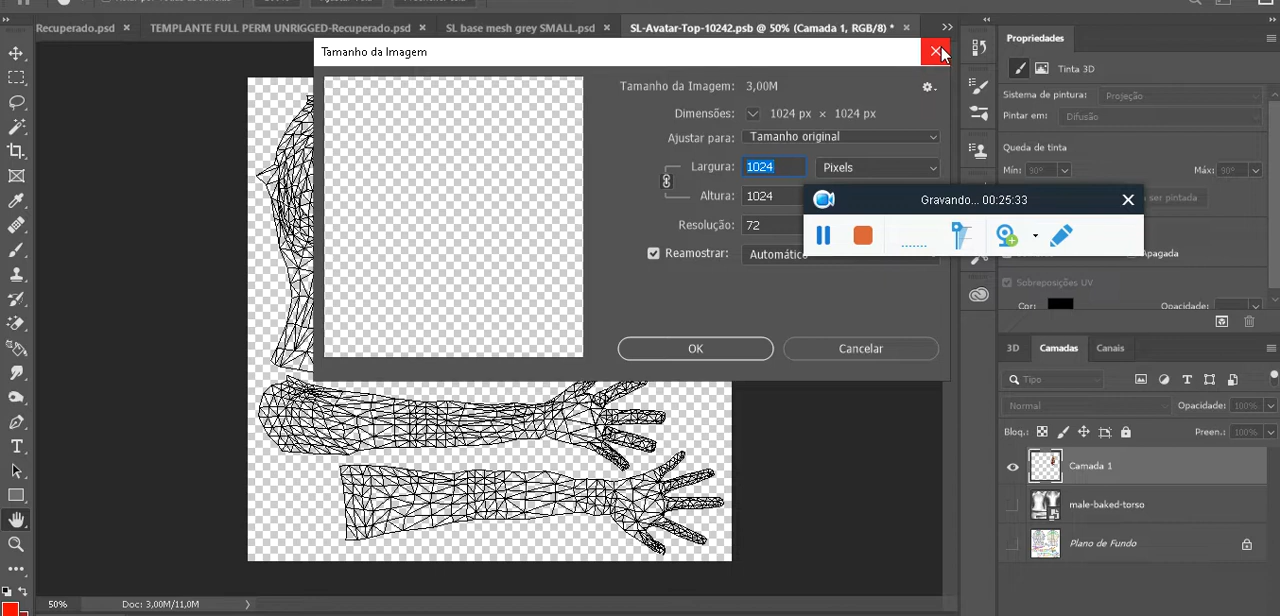 Recuperado.psd × TEMPLANTE FULL PERM UNRIGGED-Recuperado.psd × SL base mesh grey SMALL.psd × SL-Avatar-Top-10242.psb @ 50% (Camada 1, RGB/8) * ×
Tamanho da Imagem
Tamanho da Imagem: 3,00M
Dimensões: 1024 px × 1024 px
Ajustar para: Tamanho original
Largura: 1024 Pixels
Altura: 1024
Resolução: 72
Reamostrar: Automático
OK Cancelar
Gravando... 00:25:33
Propriedades
Tinta 3D
Sistema de pintura: Projeção
Pintar em: Difusão
Queda de tinta
Mín: 90° Máx: 90°
ser pintada
Apagada
Sobreposições UV
Cor: Opacidade:
3D Camadas Canais
Tipo
Normal Opacidade: 100%
Bloq.: Preen.: 100%
Camada 1
male-baked-torso
Plano de Fundo
50% Doc: 3,00M/11,0M